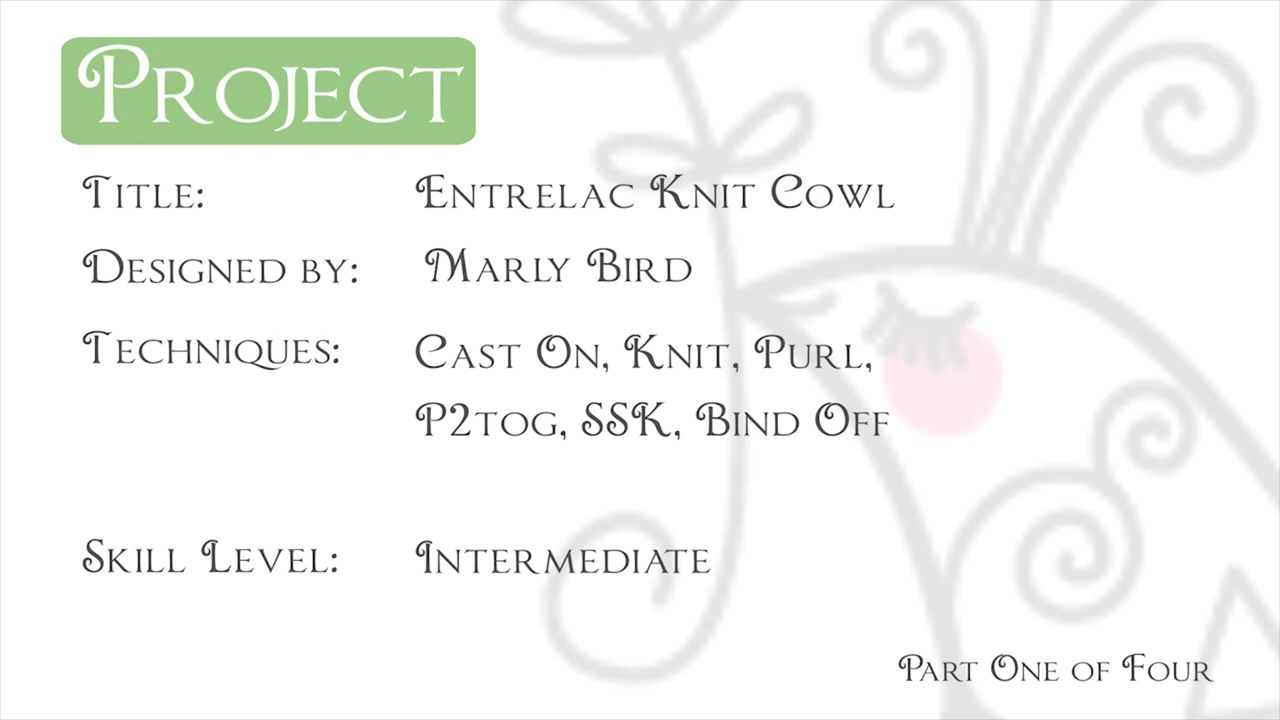 Project
Title: Entrelac Knit Cowl
Designed by: Marly Bird
Techniques: Cast On, Knit, Purl,
P2tog, SSK, Bind Off
Skill Level: Intermediate
Part One of Four